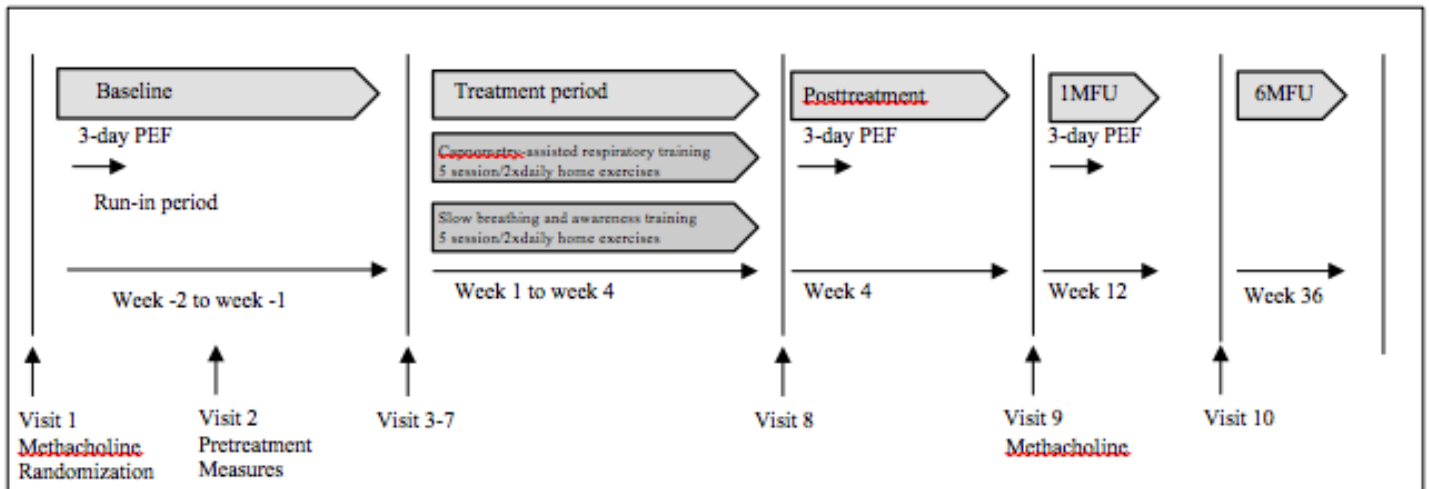 Baseline
3-day PEF
Run-in period
Week -2 to week -1
Treatment period
Capnometry-assisted respiratory training
5 session/2xdaily home exercises
Slow breathing and awareness training
5 session/2xdaily home exercises
Week 1 to week 4
Posttreatment
3-day PEF
Week 4
1MFU
3-day PEF
Week 12
6MFU
Week 36
Visit 1
Methacholine
Randomization
Visit 2
Pretreatment
Measures
Visit 3-7
Visit 8
Visit 9
Methacholine
Visit 10